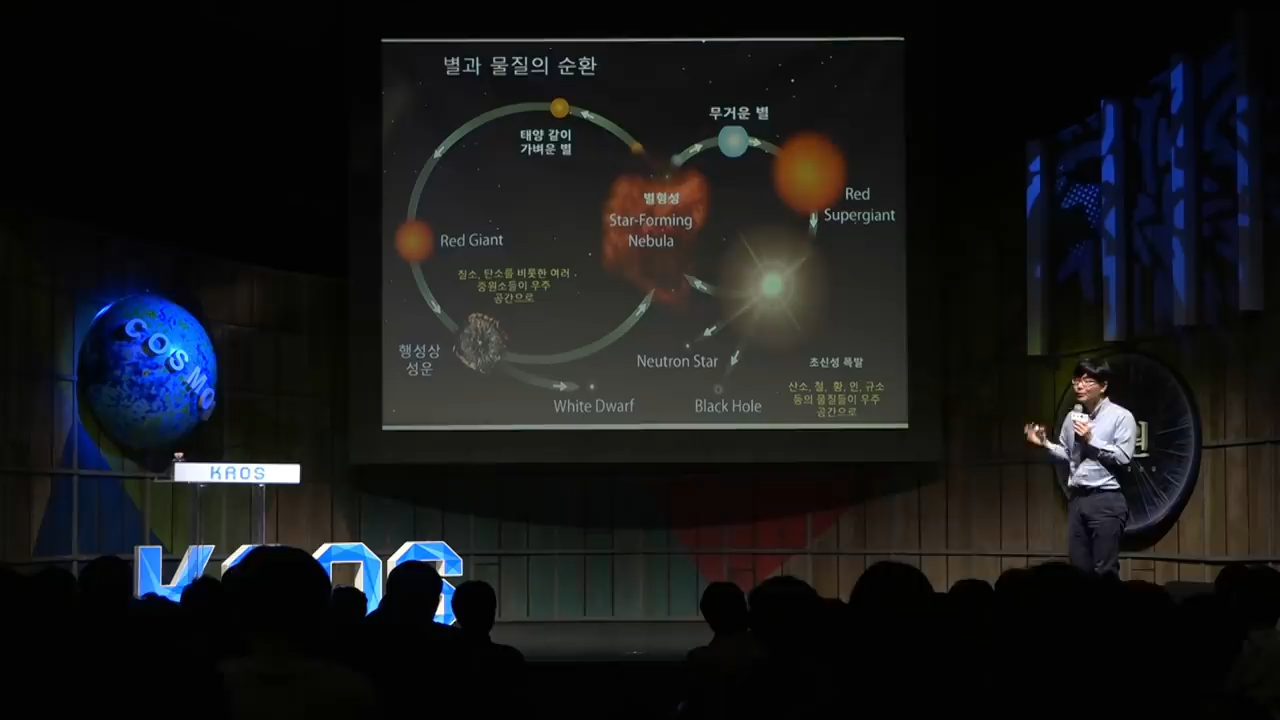 별과 물질의 순환
무거운 별
태양 같이
가벼운 별
별형성
Star-Forming
Nebula
Red
Supergiant
Red Giant
질소, 탄소를 비롯한 여러
중원소들이 우주
공간으로
행성상
성운
Neutron Star
초신성 폭발
White Dwarf
Black Hole
산소, 철, 황, 인, 규소
등의 물질들이 우주
공간으로
COSMO
KAOS
KAOS
원